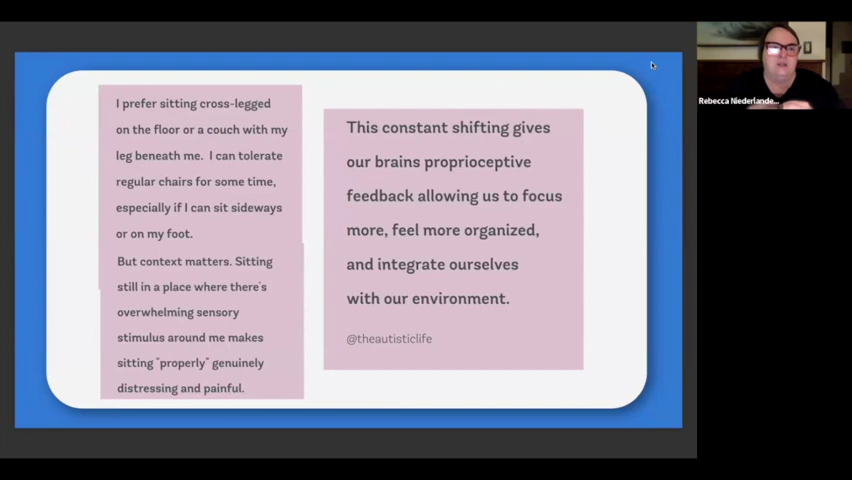 I prefer sitting cross-legged
on the floor or a couch with my
leg beneath me. I can tolerate
regular chairs for some time,
especially if I can sit sideways
or on my foot.
But context matters. Sitting
still in a place where there's
overwhelming sensory
stimulus around me makes
sitting "properly" genuinely
distressing and painful.
This constant shifting gives
our brains proprioceptive
feedback allowing us to focus
more, feel more organized,
and integrate ourselves
with our environment.
@theautisticlife
Rebecca Niederlande...